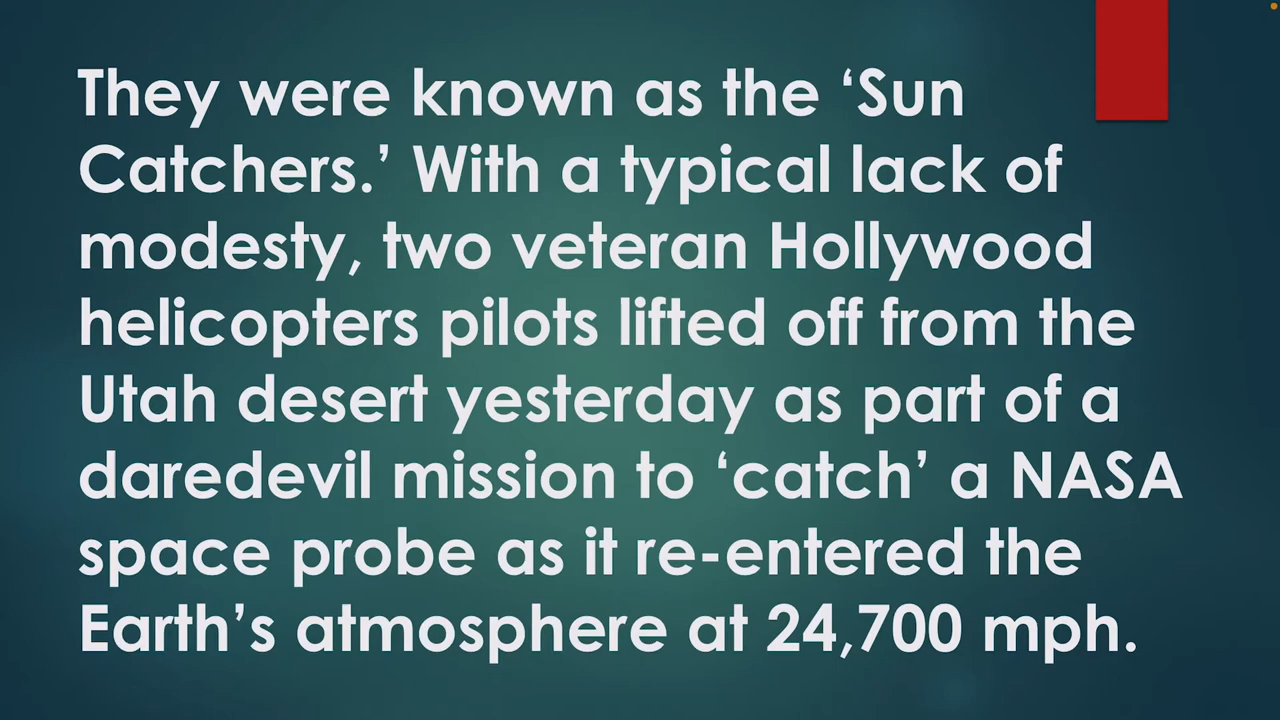 They were known as the ‘Sun
Catchers.’ With a typical lack of
modesty, two veteran Hollywood
helicopters pilots lifted off from the
Utah desert yesterday as part of a
daredevil mission to ‘catch’ a NASA
space probe as it re-entered the
Earth’s atmosphere at 24,700 mph.